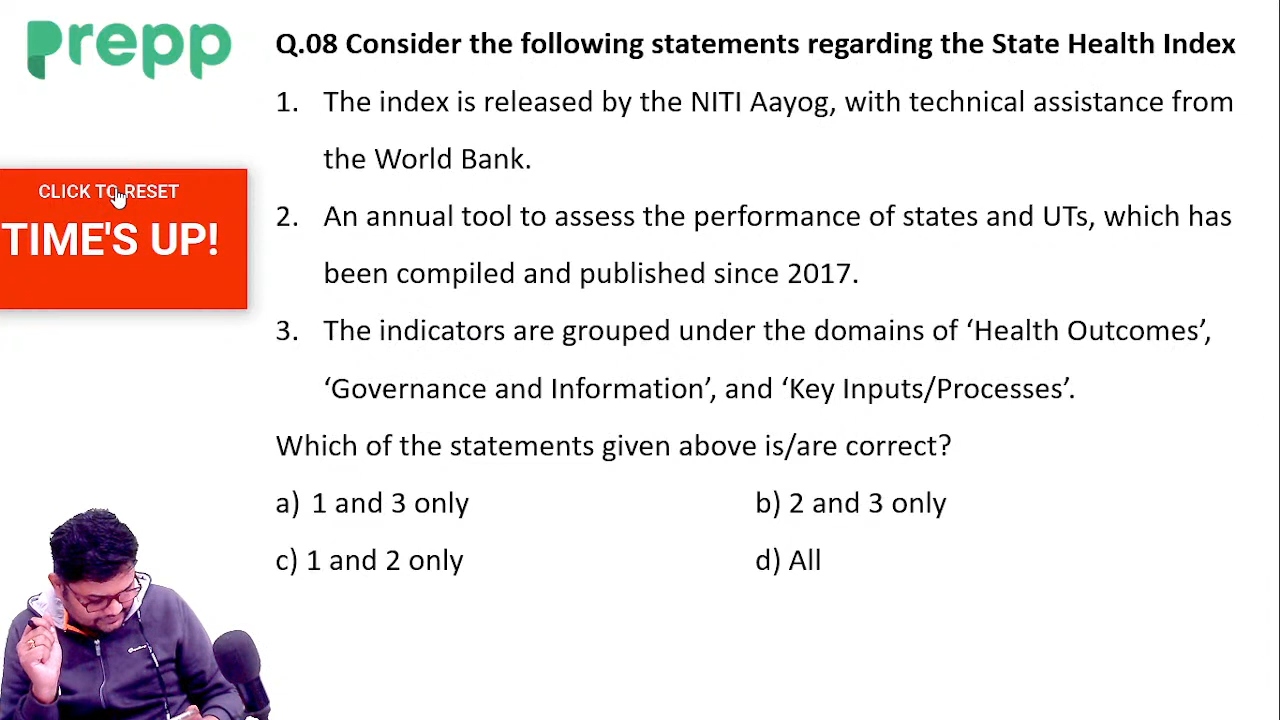 prepp
Q.08 Consider the following statements regarding the State Health Index
1. The index is released by the NITI Aayog, with technical assistance from
the World Bank.
CLICK TO RESET
TIME'S UP!
2. An annual tool to assess the performance of states and UTs, which has
been compiled and published since 2017.
3. The indicators are grouped under the domains of ‘Health Outcomes’,
‘Governance and Information’, and ‘Key Inputs/Processes’.
Which of the statements given above is/are correct?
a) 1 and 3 only
b) 2 and 3 only
c) 1 and 2 only
d) All